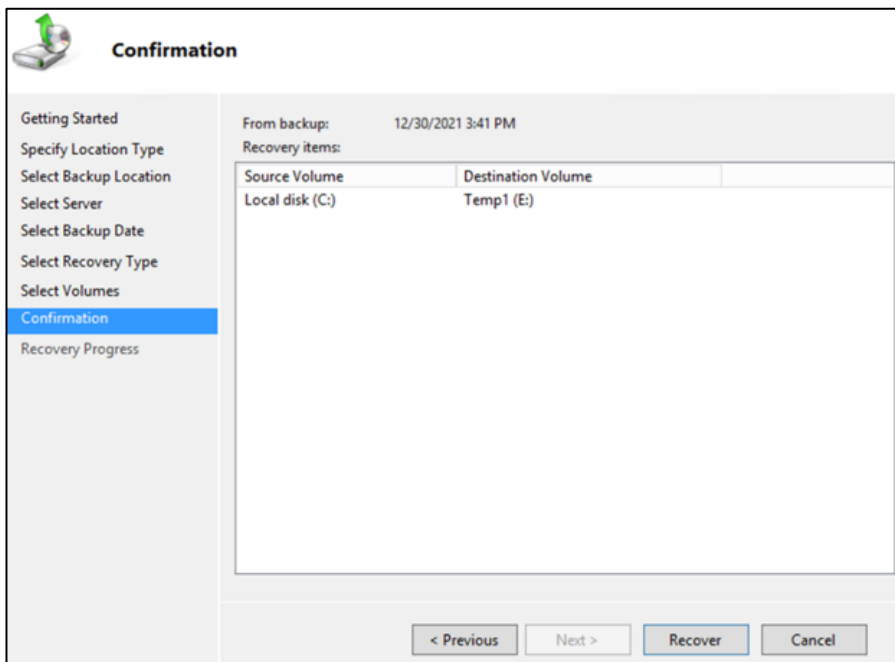 Confirmation
Getting Started
Specify Location Type
Select Backup Location
Select Server
Select Backup Date
Select Recovery Type
Select Volumes
Confirmation
Recovery Progress
From backup: 12/30/2021 3:41 PM
Recovery items:
Source Volume Destination Volume
Local disk (C:) Temp1 (E:)
< Previous Next > Recover Cancel